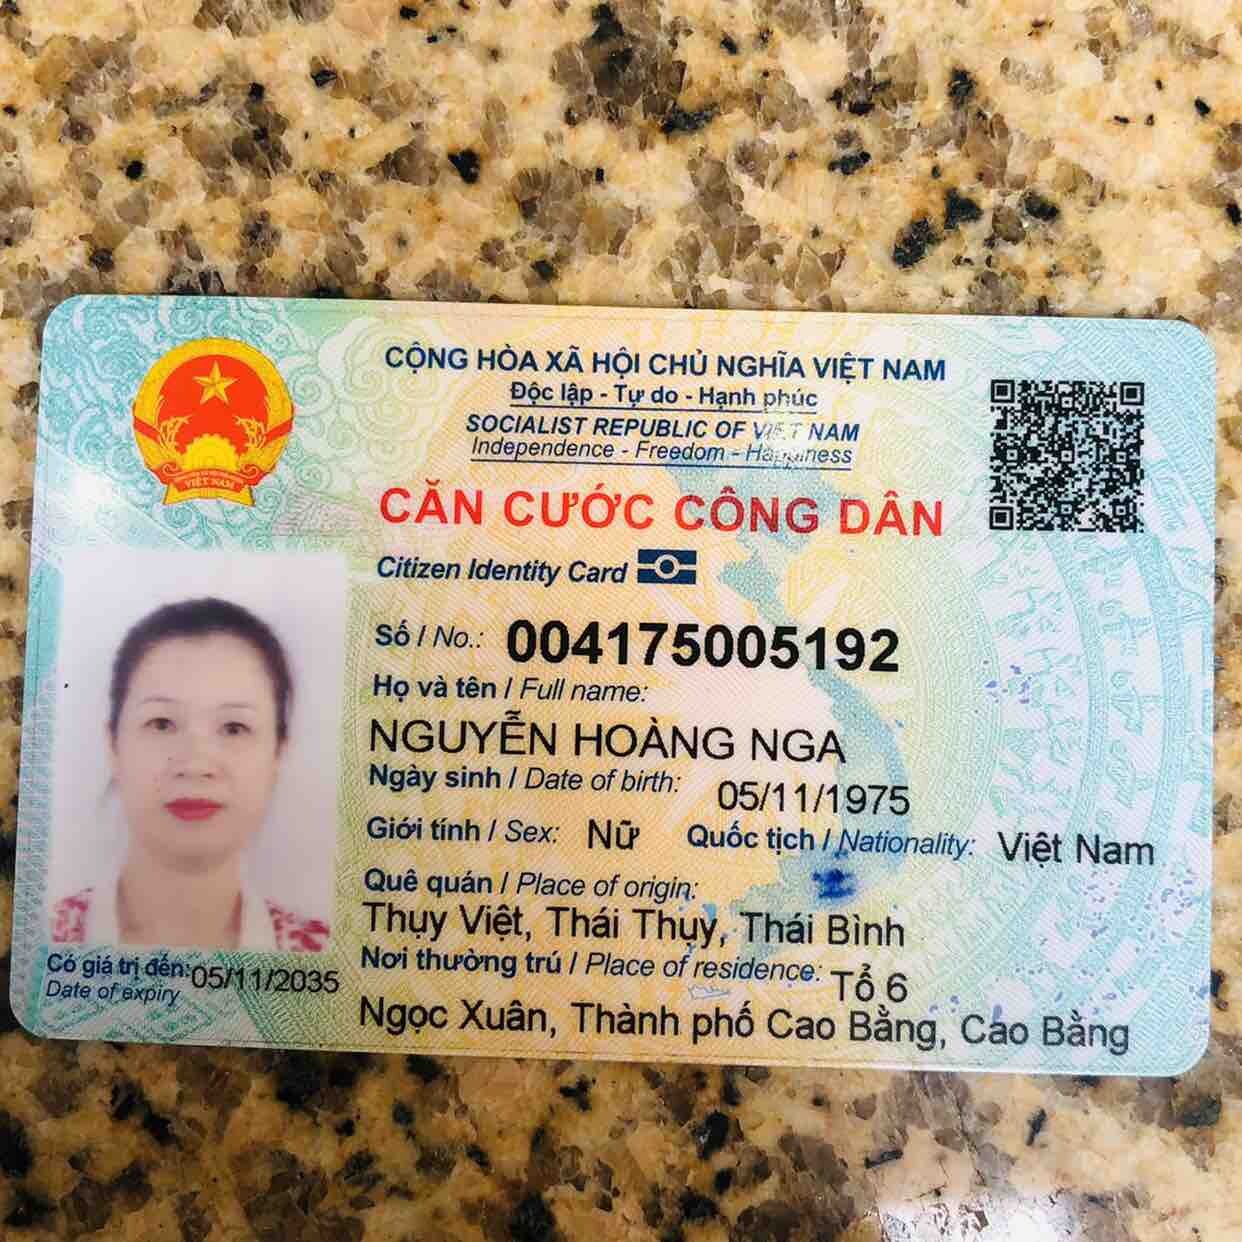 CỘNG HÒA XÃ HỘI CHỦ NGHĨA VIỆT NAM
Độc lập - Tự do - Hạnh phúc
SOCIALIST REPUBLIC OF VIET NAM
Independence - Freedom - Happiness
VIỆT NAM
CĂN CƯỚC CÔNG DÂN
Citizen Identity Card
Số / No.: 004175005192
Họ và tên / Full name:
NGUYỄN HOÀNG NGA
Ngày sinh / Date of birth: 05/11/1975
Giới tính / Sex: Nữ Quốc tịch / Nationality: Việt Nam
Quê quán / Place of origin:
Thụy Việt, Thái Thụy, Thái Bình
Nơi thường trú / Place of residence: Tổ 6
Ngọc Xuân, Thành phố Cao Bằng, Cao Bằng
Có giá trị đến: 05/11/2035
Date of expiry